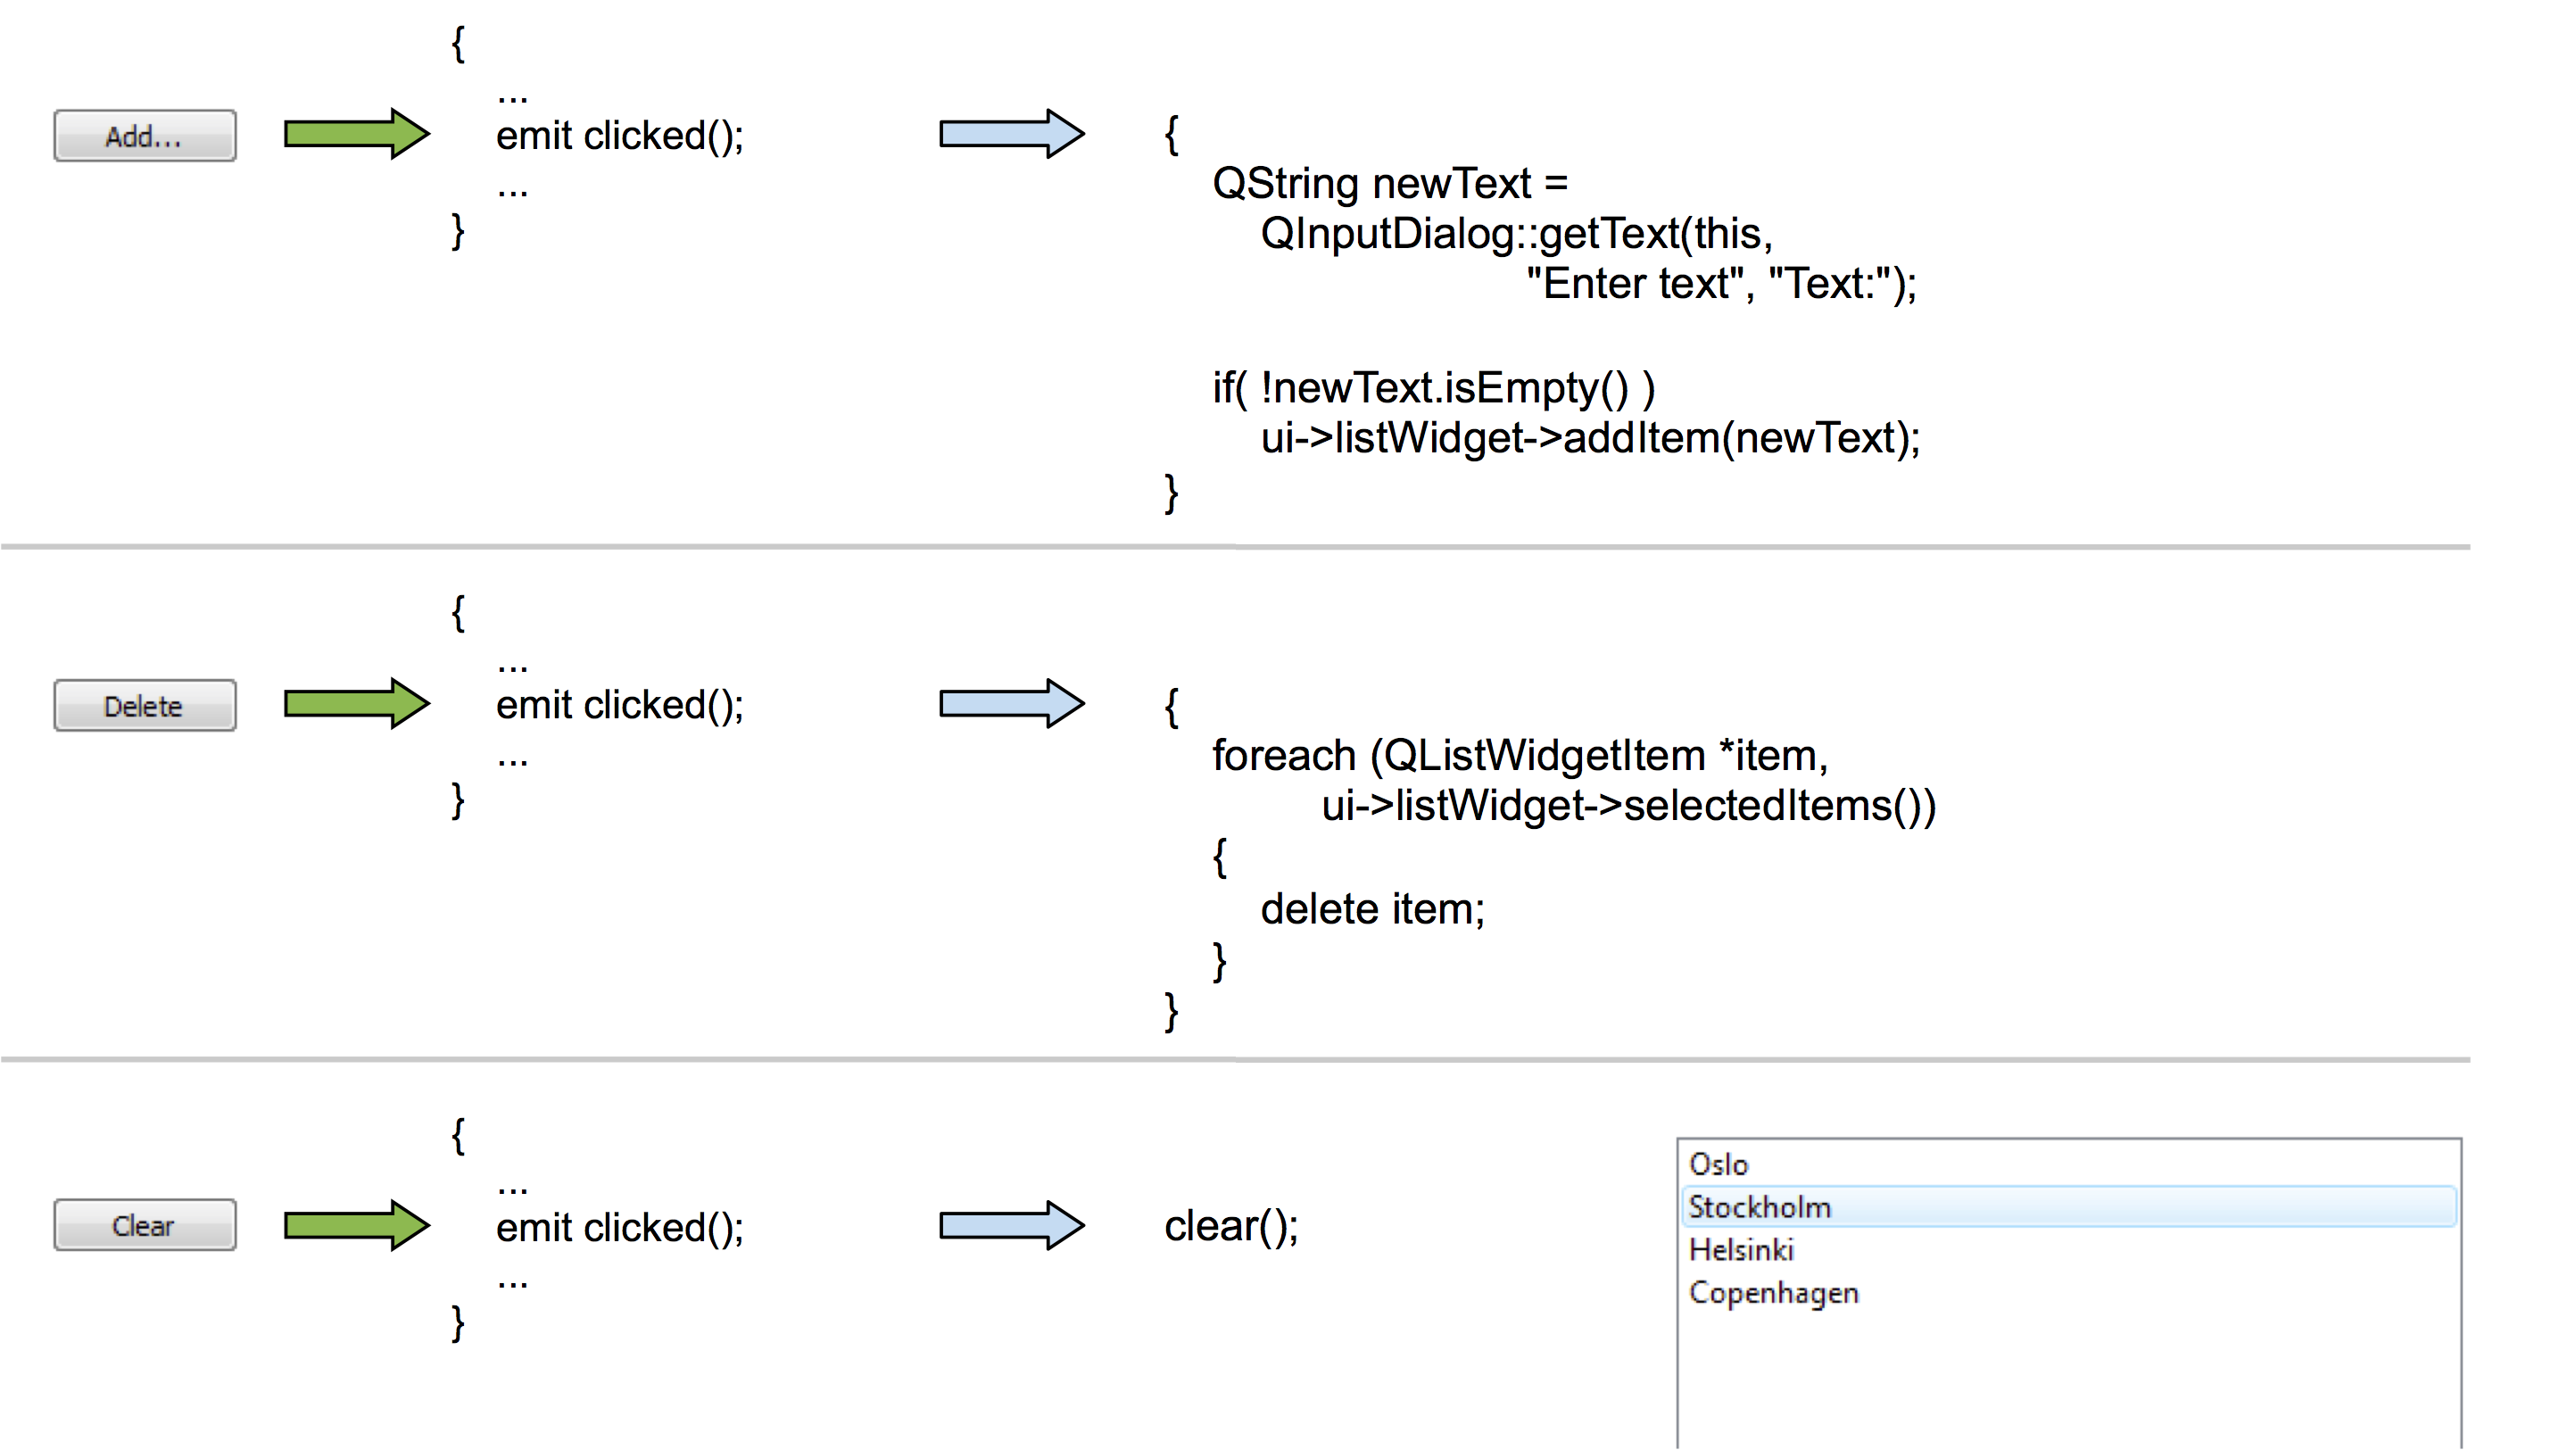 Add...
{
...
emit clicked();
...
}
{
QString newText =
QInputDialog::getText(this,
"Enter text", "Text:");
if( !newText.isEmpty() )
ui->listWidget->addItem(newText);
}
Delete
{
...
emit clicked();
...
}
{
foreach (QListWidgetItem *item,
ui->listWidget->selectedItems())
{
delete item;
}
}
Clear
{
...
emit clicked();
...
}
clear();
Oslo
Stockholm
Helsinki
Copenhagen